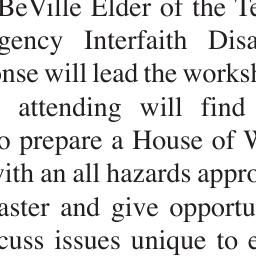 BeVille Elder of the Te
gency Interfaith Disa
onse will lead the worksh
attending will find
o prepare a House of W
with an all hazards appro
aster and give opportu
cuss issues unique to e